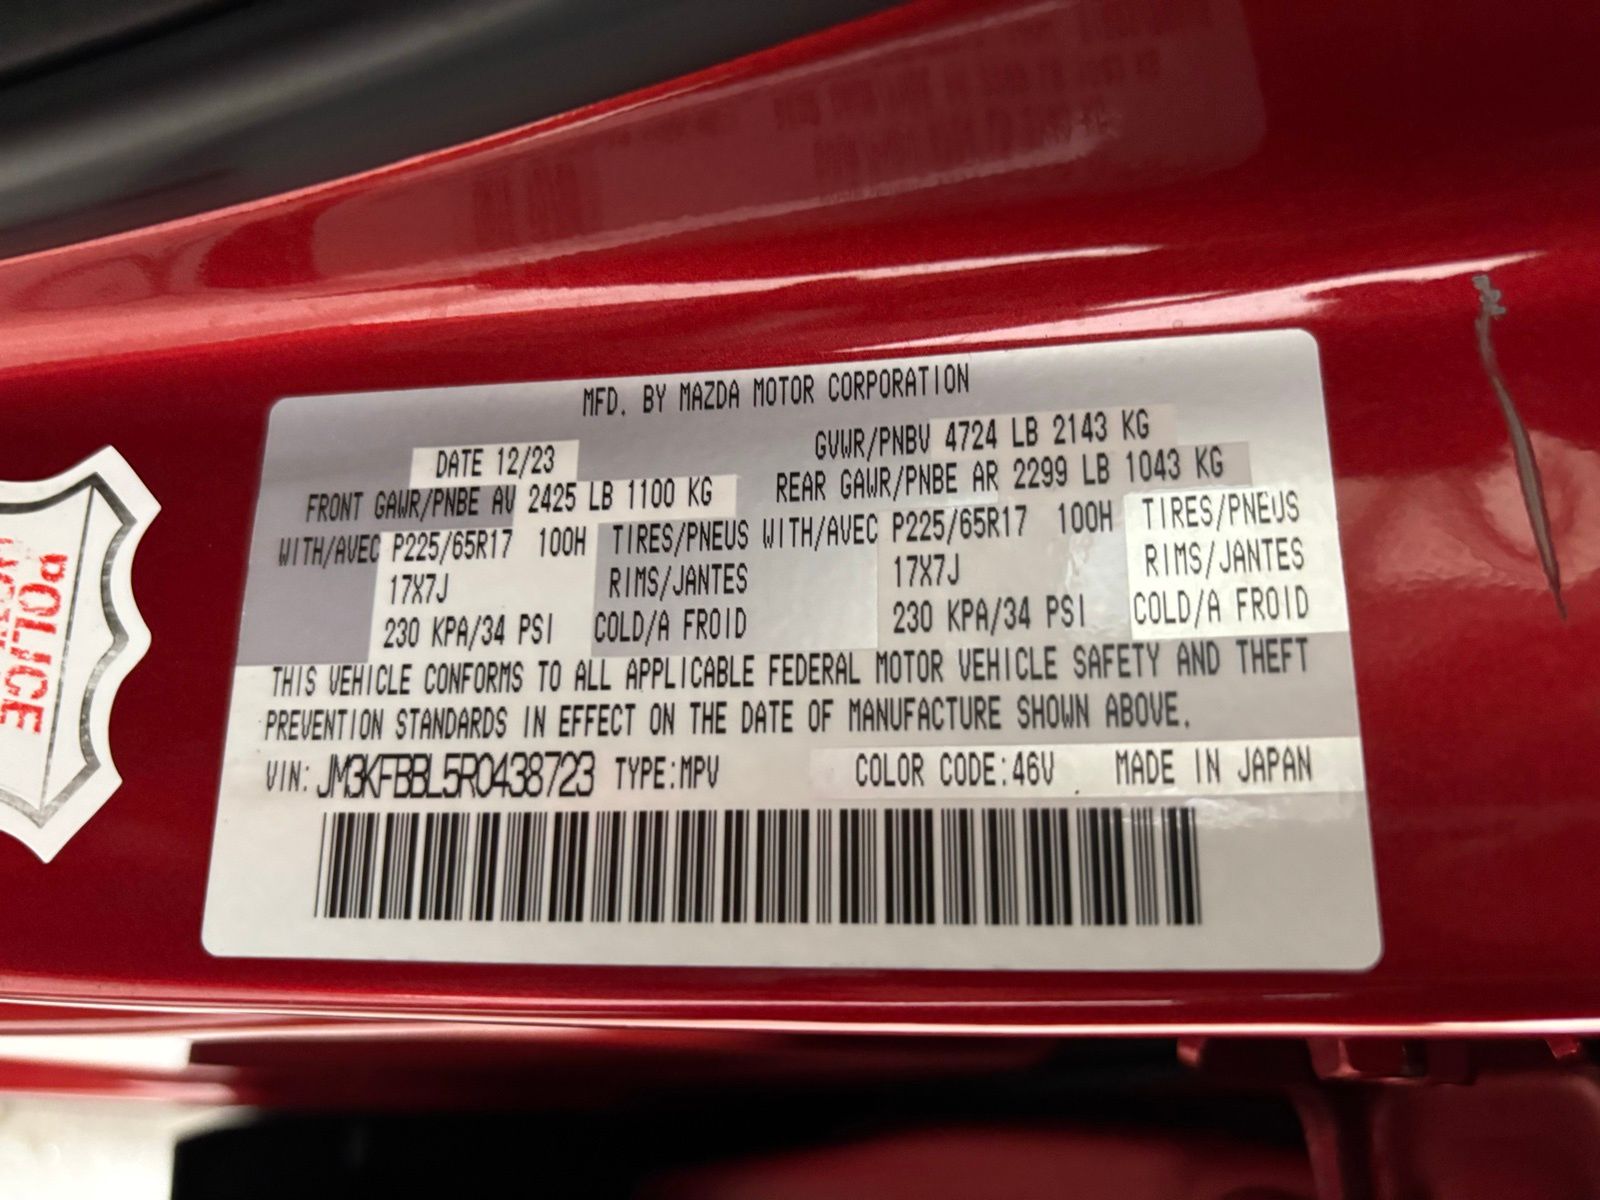 MFD. BY MAZDA MOTOR CORPORATION
DATE 12/23 GVWR/PNBV 4724 LB 2143 KG
FRONT GAWR/PNBE AV 2425 LB 1100 KG REAR GAWR/PNBE AR 2299 LB 1043 KG
WITH/AVEC P225/65R17 100H TIRES/PNEUS WITH/AVEC P225/65R17 100H TIRES/PNEUS
17X7J RIMS/JANTES 17X7J RIMS/JANTES
230 KPA/34 PSI COLD/A FROID 230 KPA/34 PSI COLD/A FROID
THIS VEHICLE CONFORMS TO ALL APPLICABLE FEDERAL MOTOR VEHICLE SAFETY AND THEFT
PREVENTION STANDARDS IN EFFECT ON THE DATE OF MANUFACTURE SHOWN ABOVE.
VIN: JM3KFBBL5R0438723 TYPE:MPV COLOR CODE:46V MADE IN JAPAN
POLICE